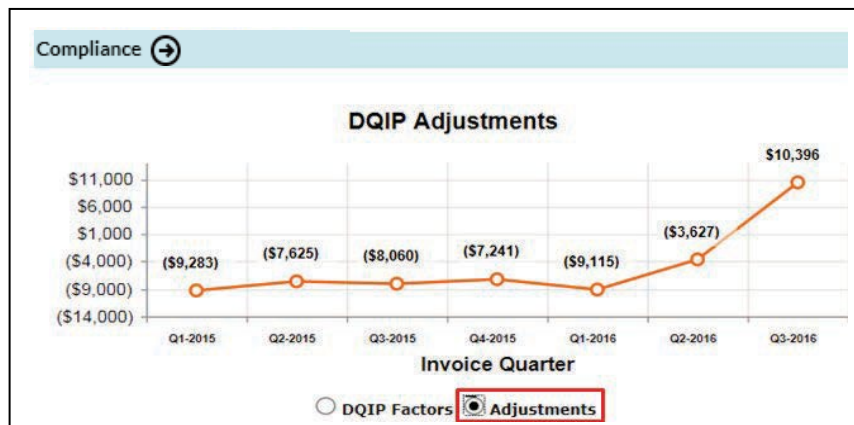 Compliance
DQIP Adjustments
$11,000
$6,000
$1,000
($4,000)
($9,000)
($14,000)
($9,283)
($7,625)
($8,060)
($7,241)
($9,115)
($3,627)
$10,396
Q1-2015 Q2-2015 Q3-2015 Q4-2015 Q1-2016 Q2-2016 Q3-2016
Invoice Quarter
DQIP Factors Adjustments